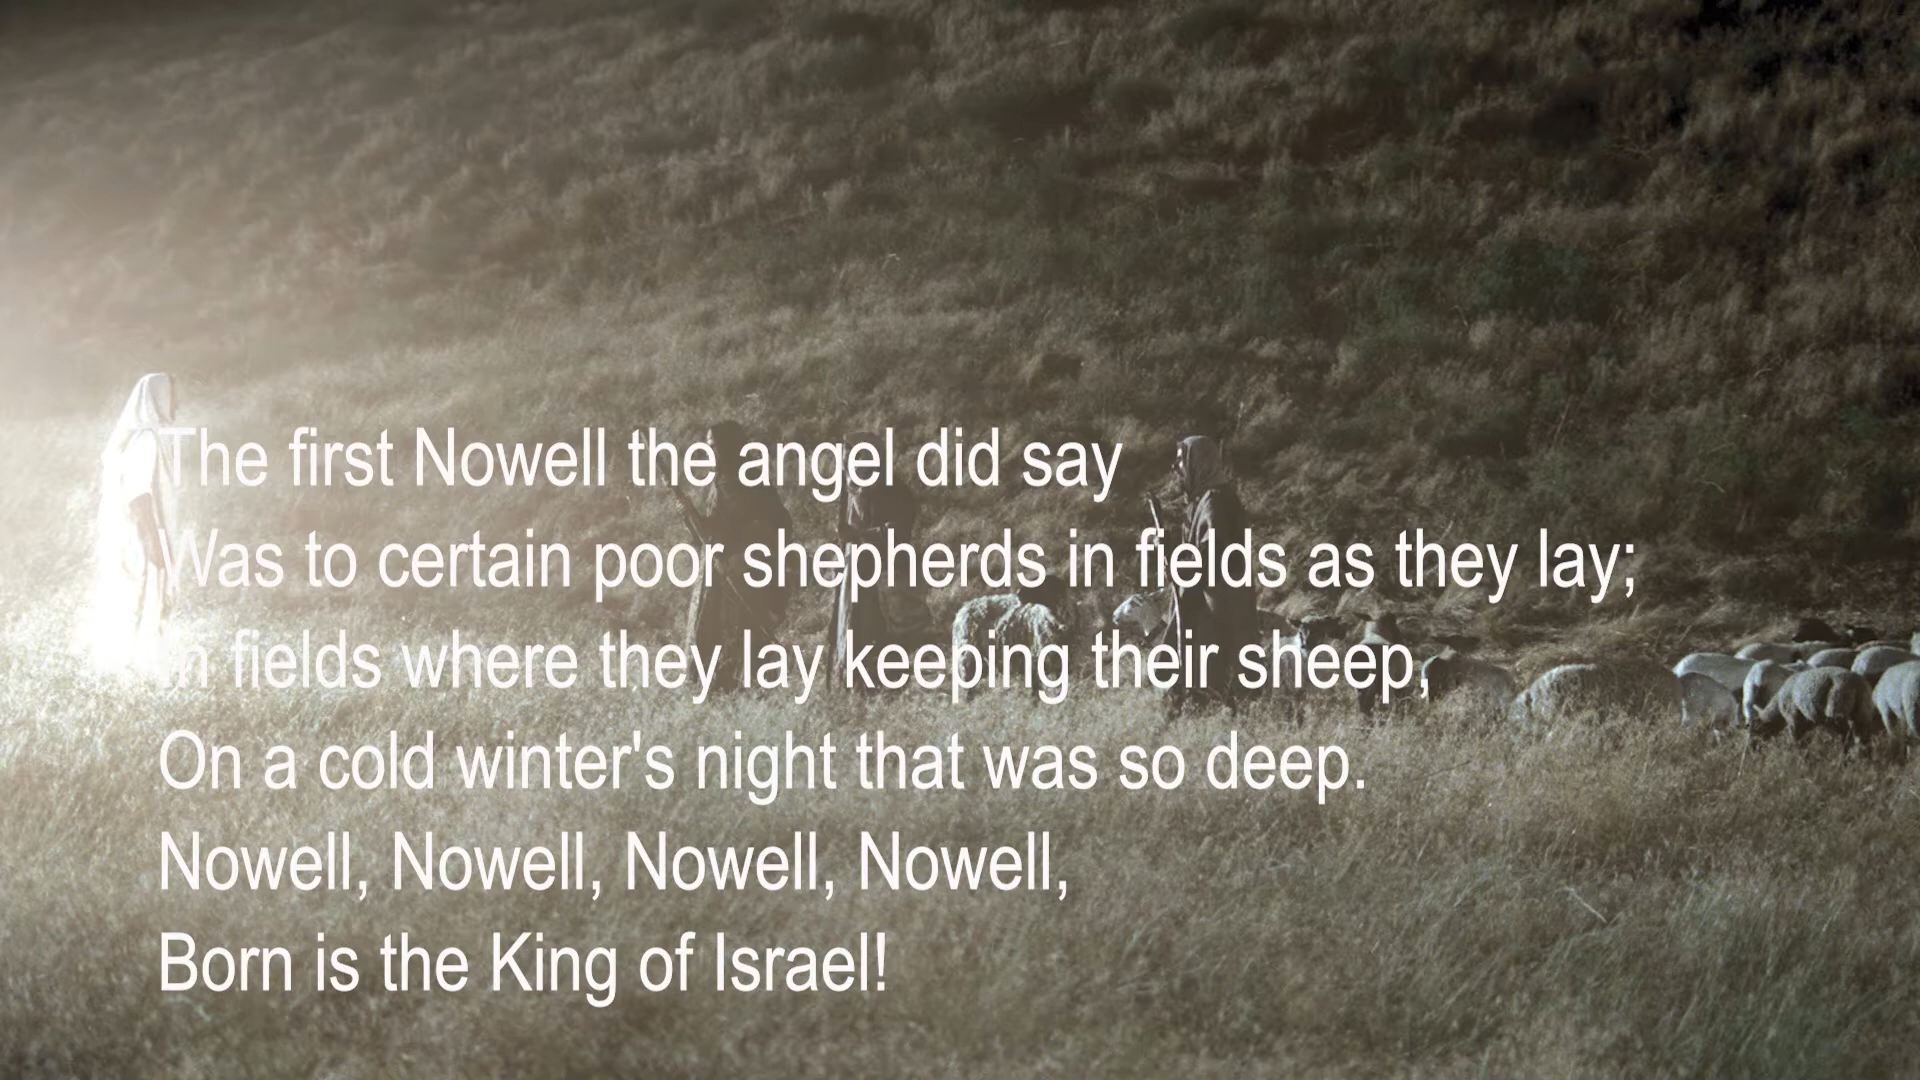 The first Nowell the angel did say
Was to certain poor shepherds in fields as they lay;
In fields where they lay keeping their sheep,
On a cold winter's night that was so deep.
Nowell, Nowell, Nowell, Nowell,
Born is the King of Israel!